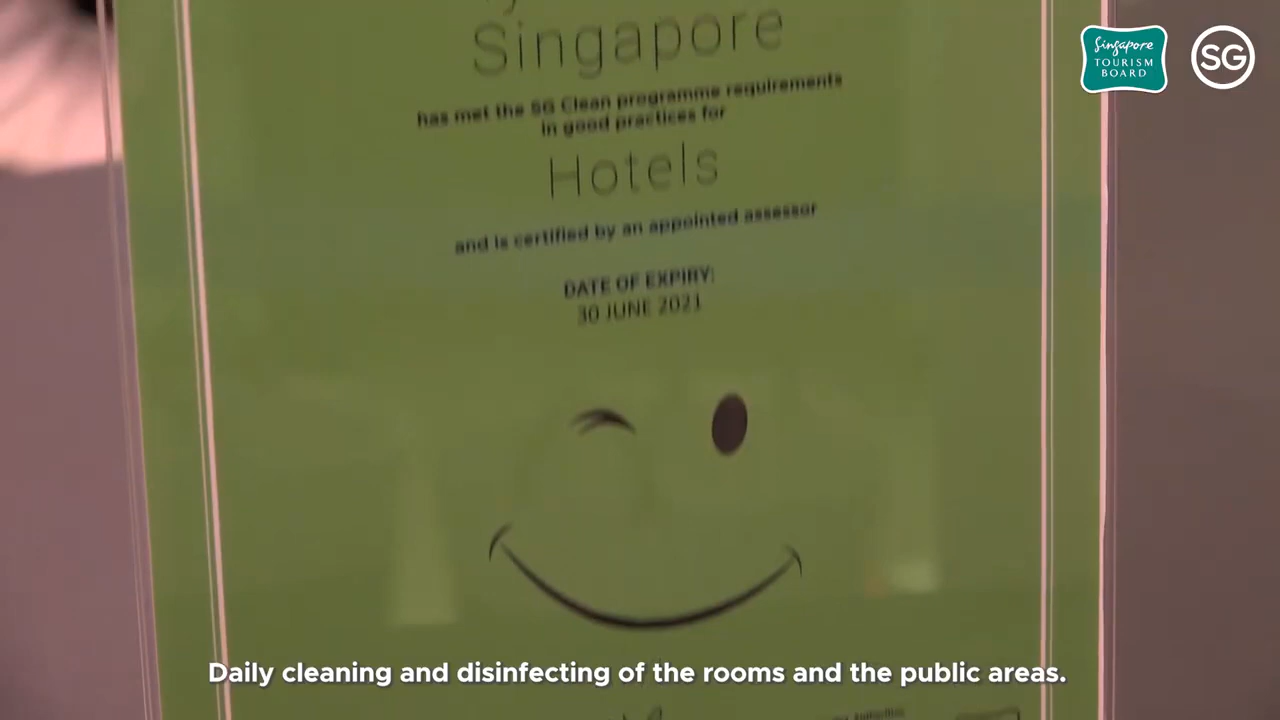 Singapore
has met the SG Clean programme requirements
in good practices for
Hotels
and is certified by an appointed assessor
DATE OF EXPIRY:
30 JUNE 2021
Singapore
TOURISM
BOARD
SG
Daily cleaning and disinfecting of the rooms and the public areas.